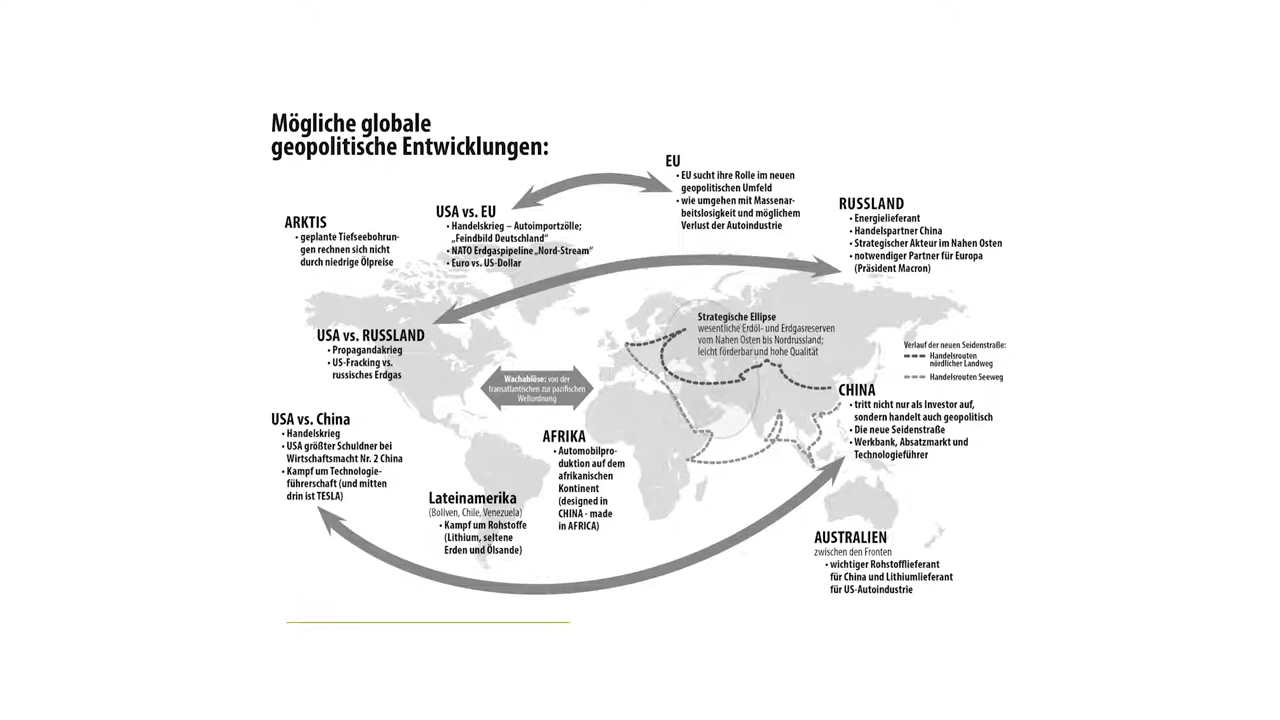 Mögliche globale
geopolitische Entwicklungen:
EU
• EU sucht ihre Rolle im neuen
geopolitischen Umfeld
• wie umgehen mit Massenar-
beitslosigkeit und möglichem
Verlust der Autoindustrie
USA vs. EU
• Handelskrieg – Autoimportzölle;
„Feindbild Deutschland“
• NATO Erdgaspipeline „Nord-Stream“
• Euro vs. US-Dollar
ARKTIS
• geplante Tiefseebohrun-
gen rechnen sich nicht
durch niedrige Ölpreise
RUSSLAND
• Energielieferant
• Handelspartner China
• Strategischer Akteur im Nahen Osten
• notwendiger Partner für Europa
(Präsident Macron)
USA vs. RUSSLAND
• Propagandakrieg
• US-Fracking vs.
russisches Erdgas
Strategische Ellipse
wesentliche Erdöl- und Erdgasreserven
vom Nahen Osten bis Nordrussland;
leicht förderbar und hohe Qualität
Verlauf der neuen Seidenstraße:
Handelsrouten
nördlicher Landweg
Handelsrouten Seeweg
Wachablöse: von der
transatlantischen zur pazifischen
Weltordnung
CHINA
• tritt nicht nur als Investor auf,
sondern handelt auch geopolitisch
• Die neue Seidenstraße
• Werkbank, Absatzmarkt und
Technologieführer
USA vs. China
• Handelskrieg
• USA größter Schuldner bei
Wirtschaftsmacht Nr. 2 China
• Kampf um Technologie-
führerschaft (und mitten
drin ist TESLA)
AFRIKA
• Automobilpro-
duktion auf dem
afrikanischen
Kontinent
(designed in
CHINA - made
in AFRICA)
Lateinamerika
(Boliven, Chile, Venezuela)
• Kampf um Rohstoffe
(Lithium, seltene
Erden und Ölsande)
AUSTRALIEN
zwischen den Fronten
• wichtiger Rohstofflieferant
für China und Lithiumlieferant
für US-Autoindustrie